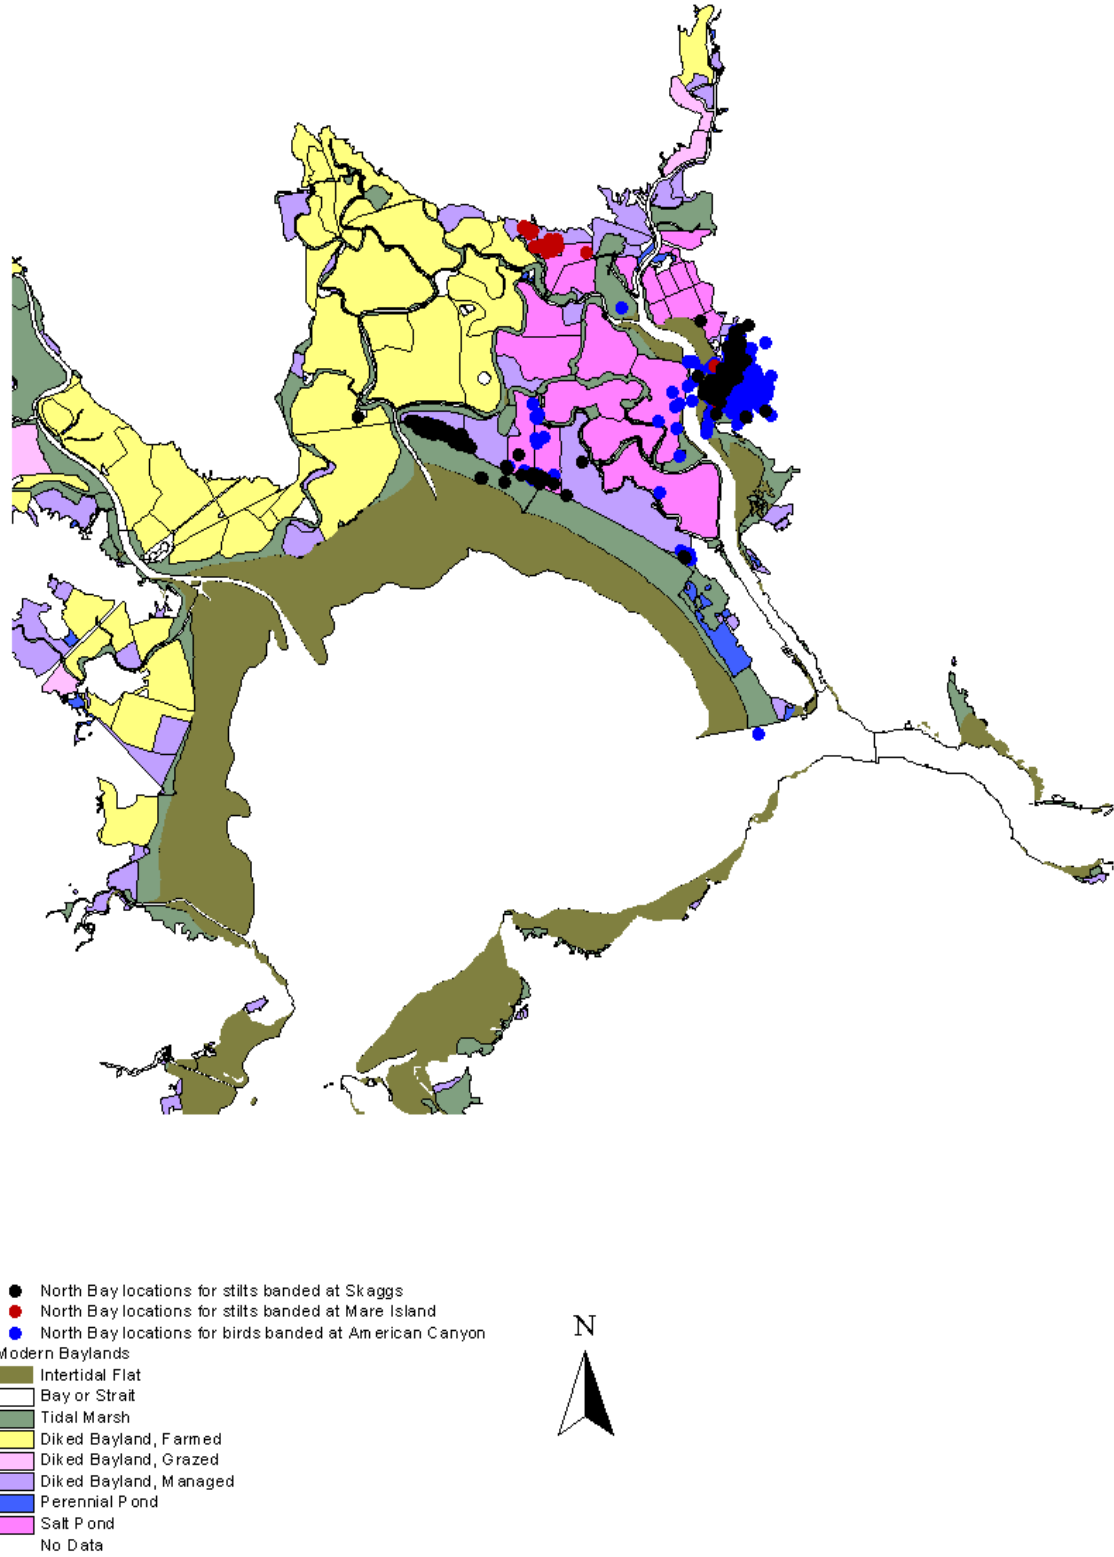 North Bay locations for stilts banded at Skaggs
North Bay locations for stilts banded at Mare Island
North Bay locations for birds banded at American Canyon
Modern Baylands
Intertidal Flat
Bay or Strait
Tidal Marsh
Diked Bayland, Farmed
Diked Bayland, Grazed
Diked Bayland, Managed
Perennial Pond
Salt Pond
No Data
N